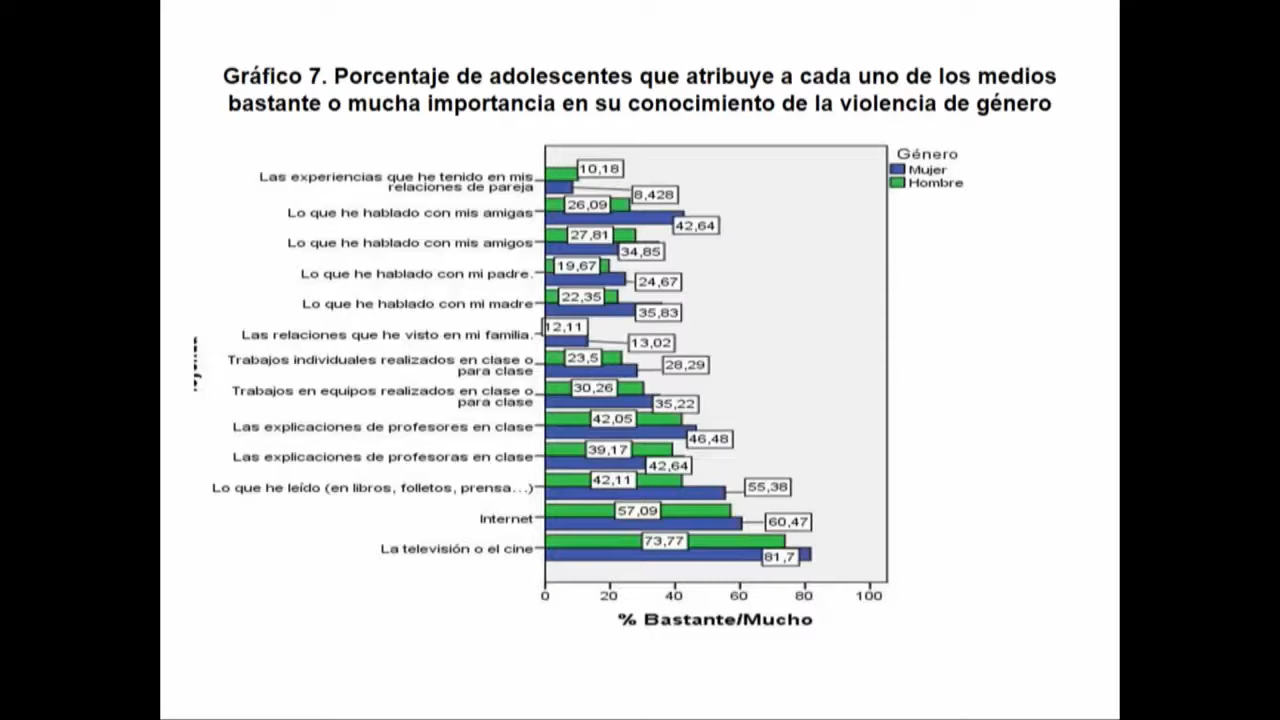 Gráfico 7. Porcentaje de adolescentes que atribuye a cada uno de los medios
bastante o mucha importancia en su conocimiento de la violencia de género
Género
Mujer
Hombre
Las experiencias que he tenido en mis
relaciones de pareja
10,18
8,428
Lo que he hablado con mis amigas
26,09
42,64
Lo que he hablado con mis amigos
27,81
34,85
Lo que he hablado con mi padre.
19,67
24,67
Lo que he hablado con mi madre
22,35
35,83
Las relaciones que he visto en mi familia.
12,11
13,02
Trabajos individuales realizados en clase o
para clase
23,5
28,29
Trabajos en equipos realizados en clase o
para clase
30,26
35,22
Las explicaciones de profesores en clase
42,05
46,48
Las explicaciones de profesoras en clase
39,17
42,64
Lo que he leído (en libros, folletos, prensa...)
42,11
55,38
Internet
57,09
60,47
La televisión o el cine
73,77
81,7
0 20 40 60 80 100
% Bastante/Mucho